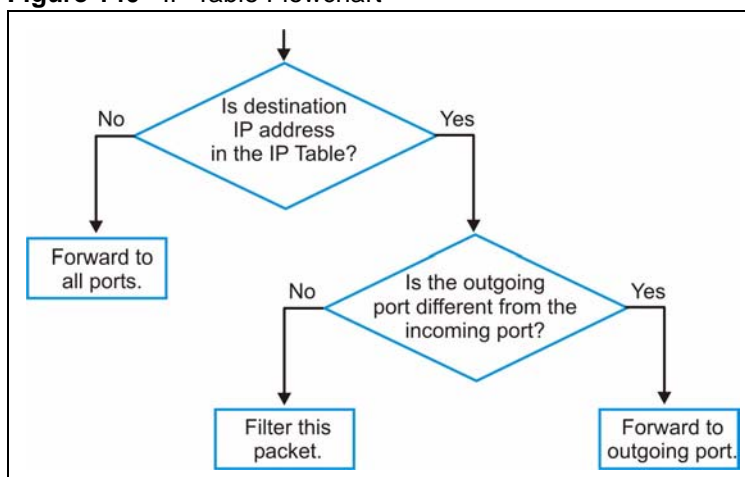 Is destination
IP address
in the IP Table?
No
Yes
Forward to
all ports.
Is the outgoing
port different from the
incoming port?
No
Yes
Filter this
packet.
Forward to
outgoing port.